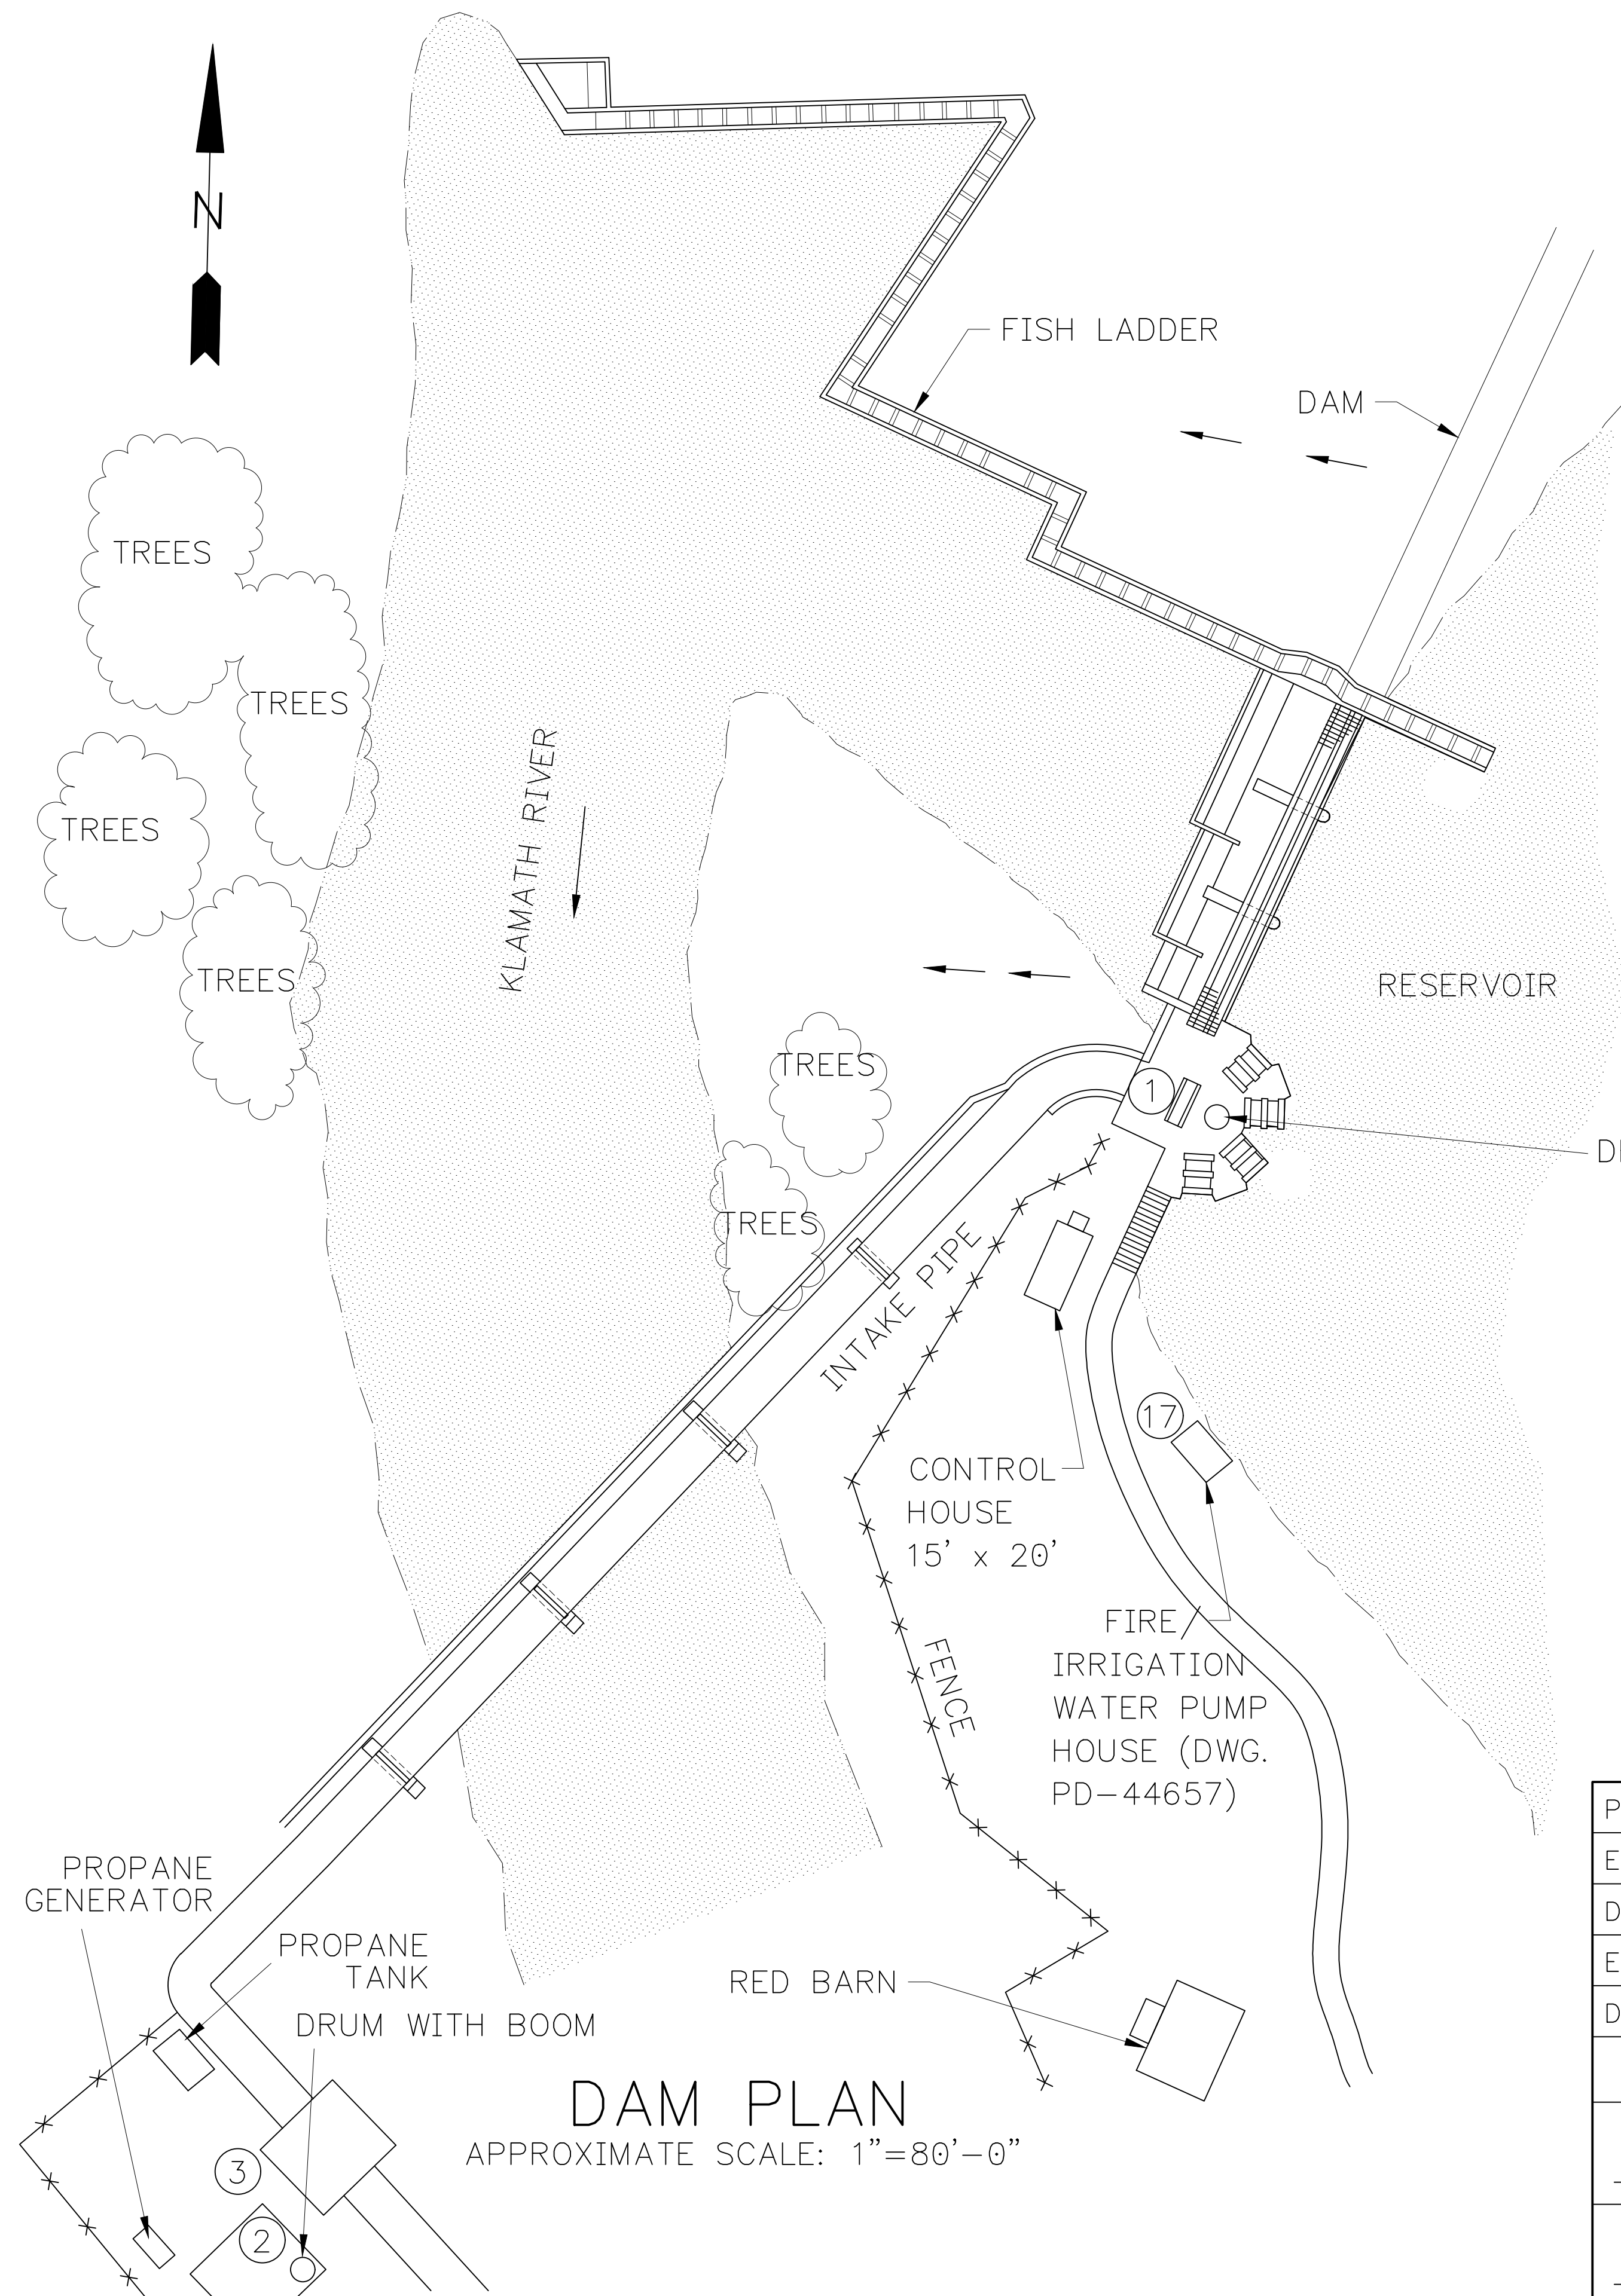 N
FISH LADDER
DAM
TREES
TREES
TREES
TREES
KLAMATH RIVER
RESERVOIR
TREES
1
TREES
INTAKE PIPE
17
CONTROL
HOUSE
15' x 20'
FIRE/
IRRIGATION
WATER PUMP
HOUSE (DWG.
PD-44657)
FENCE
PROPANE
GENERATOR
PROPANE
TANK
DRUM WITH BOOM
RED BARN
DAM PLAN
APPROXIMATE SCALE: 1"=80'-0"
3
2
P
E
D
E
D